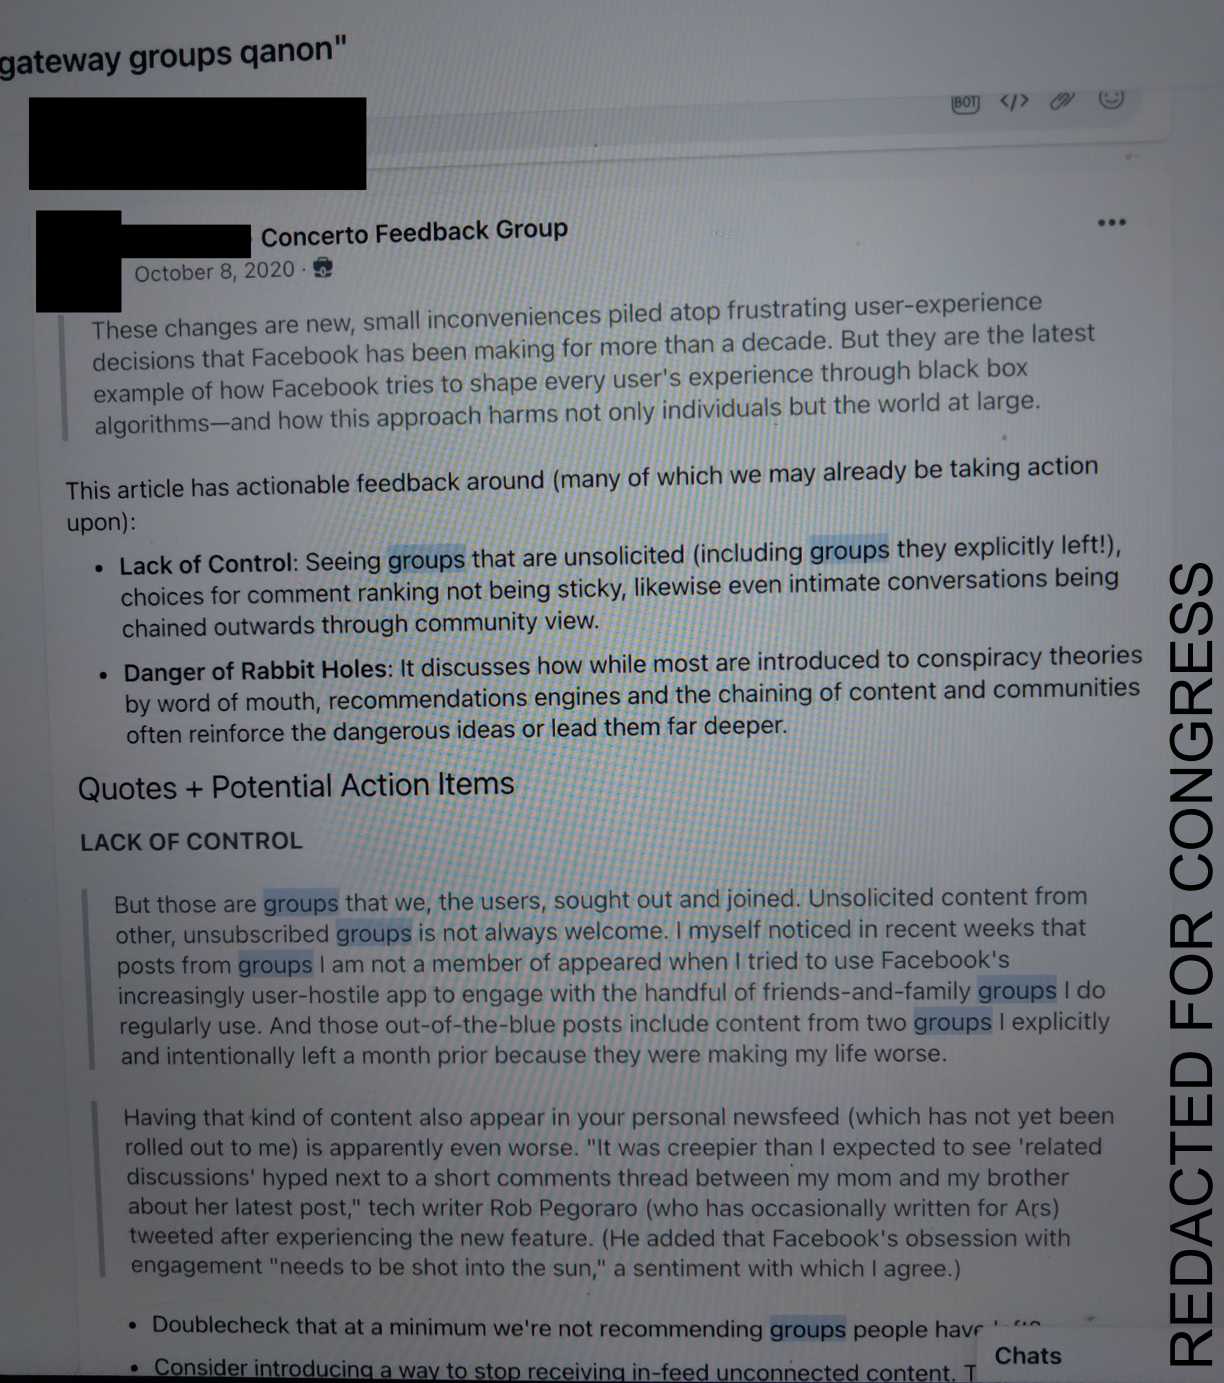 gateway groups qanon"
BOT </>
Concerto Feedback Group
October 8, 2020 ·
These changes are new, small inconveniences piled atop frustrating user-experience
decisions that Facebook has been making for more than a decade. But they are the latest
example of how Facebook tries to shape every user's experience through black box
algorithms—and how this approach harms not only individuals but the world at large.
This article has actionable feedback around (many of which we may already be taking action
upon):
• Lack of Control: Seeing groups that are unsolicited (including groups they explicitly left!),
choices for comment ranking not being sticky, likewise even intimate conversations being
chained outwards through community view.
• Danger of Rabbit Holes: It discusses how while most are introduced to conspiracy theories
by word of mouth, recommendations engines and the chaining of content and communities
often reinforce the dangerous ideas or lead them far deeper.
Quotes + Potential Action Items
LACK OF CONTROL
But those are groups that we, the users, sought out and joined. Unsolicited content from
other, unsubscribed groups is not always welcome. I myself noticed in recent weeks that
posts from groups I am not a member of appeared when I tried to use Facebook's
increasingly user-hostile app to engage with the handful of friends-and-family groups I do
regularly use. And those out-of-the-blue posts include content from two groups I explicitly
and intentionally left a month prior because they were making my life worse.
Having that kind of content also appear in your personal newsfeed (which has not yet been
rolled out to me) is apparently even worse. "It was creepier than I expected to see 'related
discussions' hyped next to a short comments thread between my mom and my brother
about her latest post," tech writer Rob Pegoraro (who has occasionally written for Ars)
tweeted after experiencing the new feature. (He added that Facebook's obsession with
engagement "needs to be shot into the sun," a sentiment with which I agree.)
• Doublecheck that at a minimum we're not recommending groups people have
• Consider introducing a way to stop receiving in-feed unconnected content. T
Chats
REDACTED FOR CONGRESS